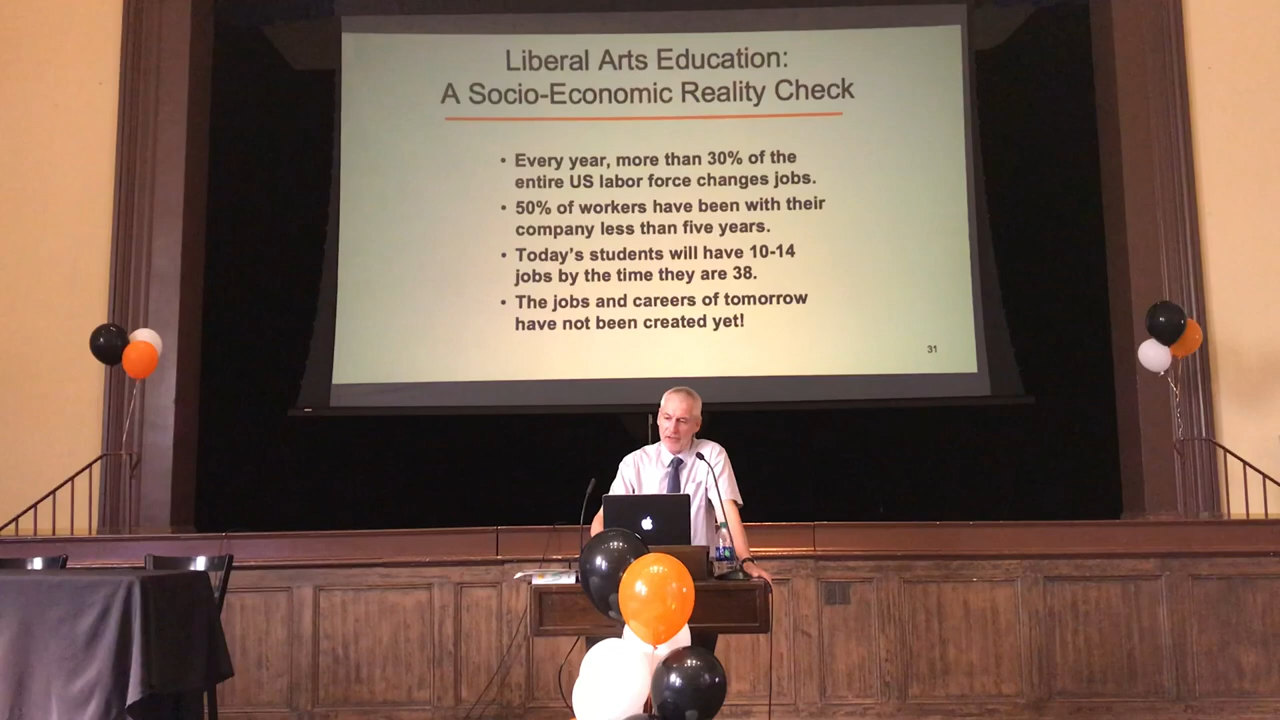 Liberal Arts Education:
A Socio-Economic Reality Check
• Every year, more than 30% of the
entire US labor force changes jobs.
• 50% of workers have been with their
company less than five years.
• Today's students will have 10-14
jobs by the time they are 38.
• The jobs and careers of tomorrow
have not been created yet!
31